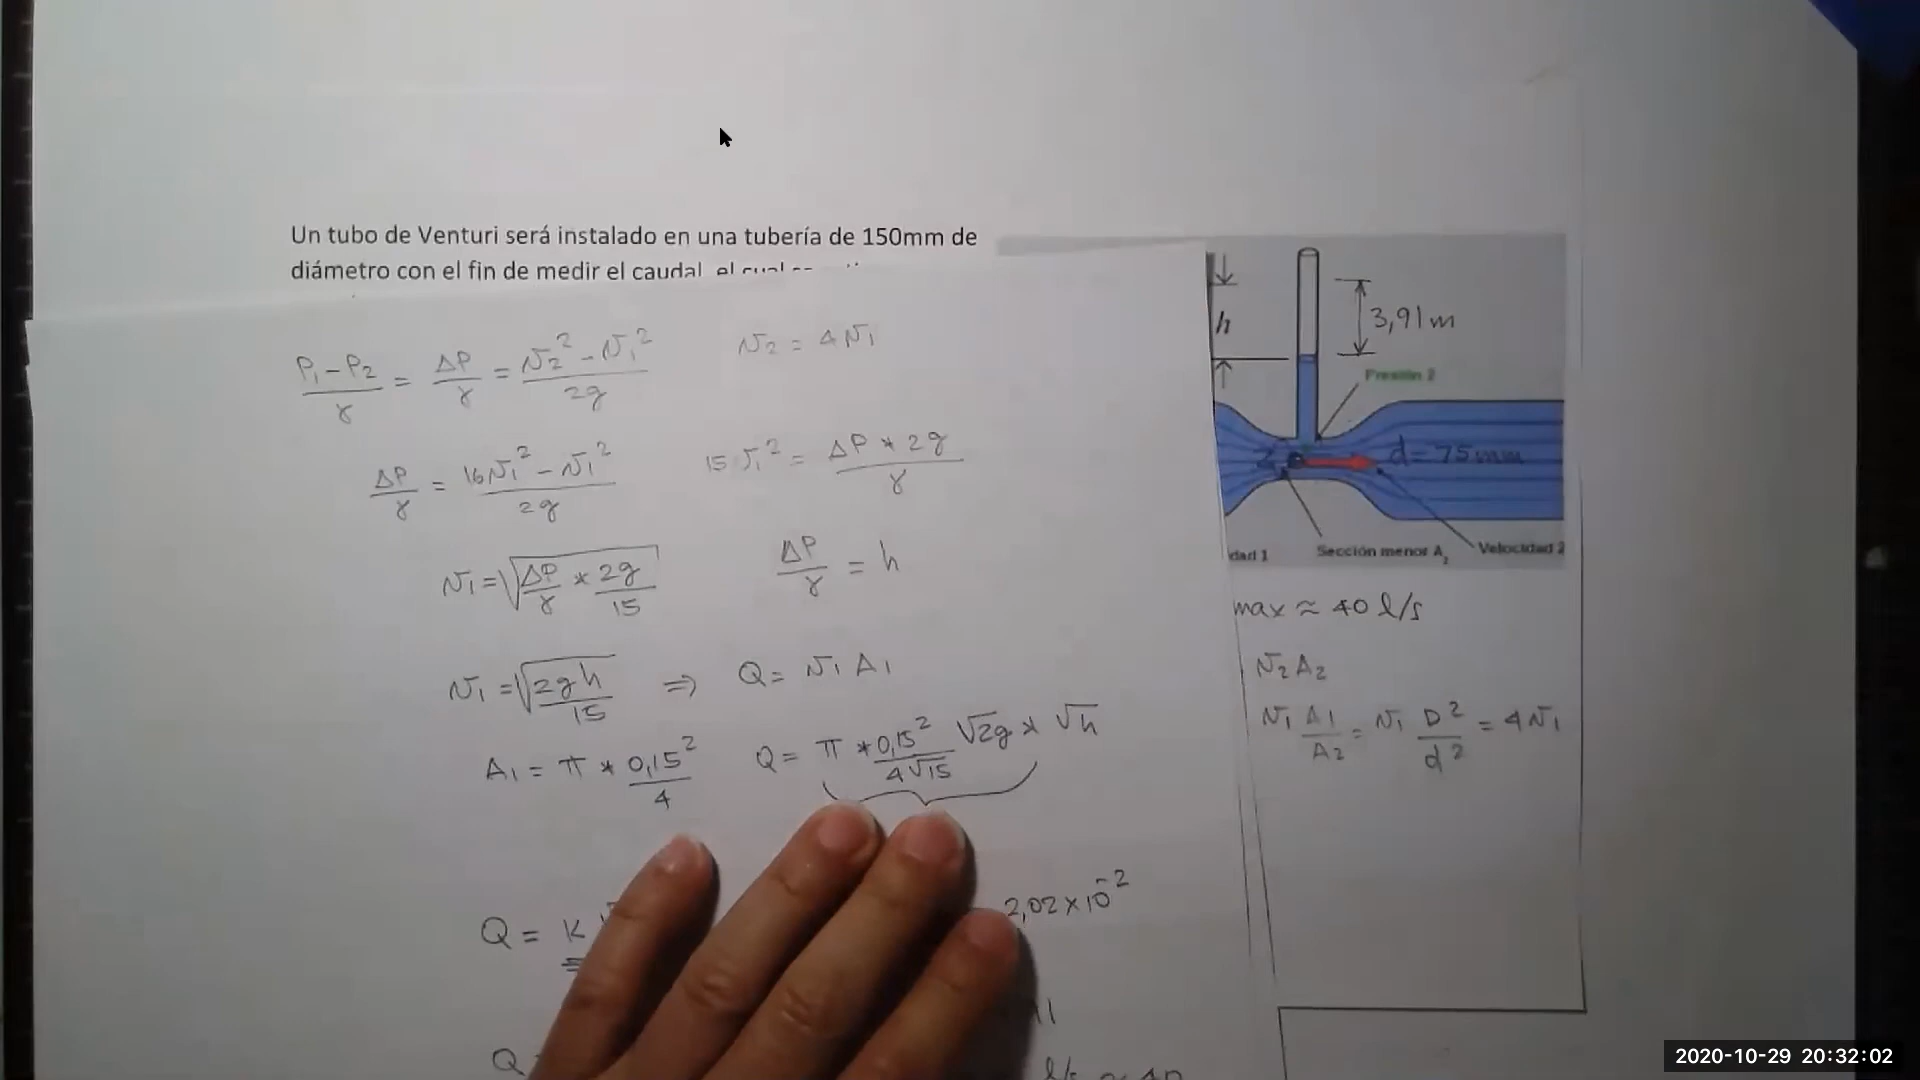 Un tubo de Venturi será instalado en una tubería de 150mm de
diámetro con el fin de medir el caudal, el cual
(P₁ - P₂)/γ = ΔP/γ = (v₂² - v₁²)/2g
v₂ = 4v₁
ΔP/γ = (16v₁² - v₁²)/2g
15v₁² = (ΔP * 2g)/γ
v₁ = √(ΔP/γ * 2g/15)
ΔP/γ = h
v₁ = √(2gh/15) ⇒ Q = v₁ A₁
A₁ = π * 0,15²/4
Q = π * 0,15²/(4√15) √2g * √h
Q = K
2,02 x 10⁻²
Q
h
3,91 m
Presión 2
2
d = 75 mm
dad 1
Sección menor A₂
Velocidad 2
max ≈ 40 l/s
v₂ A₂
v₁ A₁/A₂ = v₁ D²/d² = 4v₁
2020-10-29 20:32:02